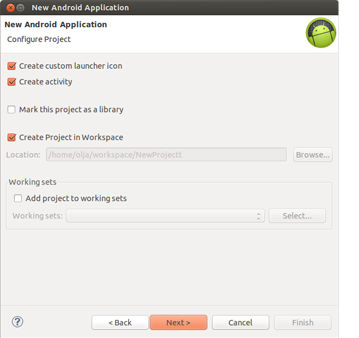 New Android Application
New Android Application
Configure Project
Create custom launcher icon
Create activity
Mark this project as a library
Create Project in Workspace
Location: /home/olja/workspace/NewProject1 Browse...
Working sets
Add project to working sets
Working sets: Select...
? < Back Next > Cancel Finish